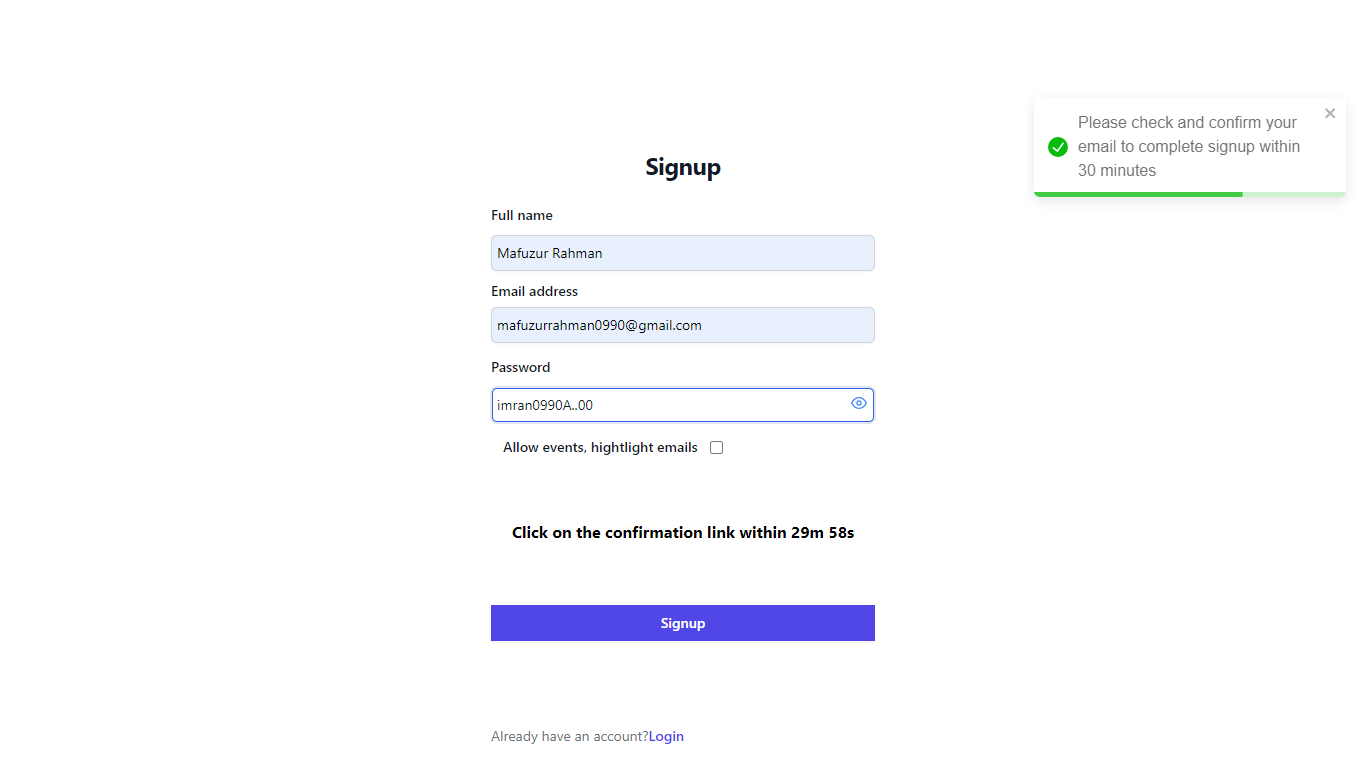 Please check and confirm your
email to complete signup within
30 minutes
Signup
Full name
Mafuzur Rahman
Email address
mafuzurrahman0990@gmail.com
Password
imran0990A..00
Allow events, hightlight emails
Click on the confirmation link within 29m 58s
Signup
Already have an account?Login